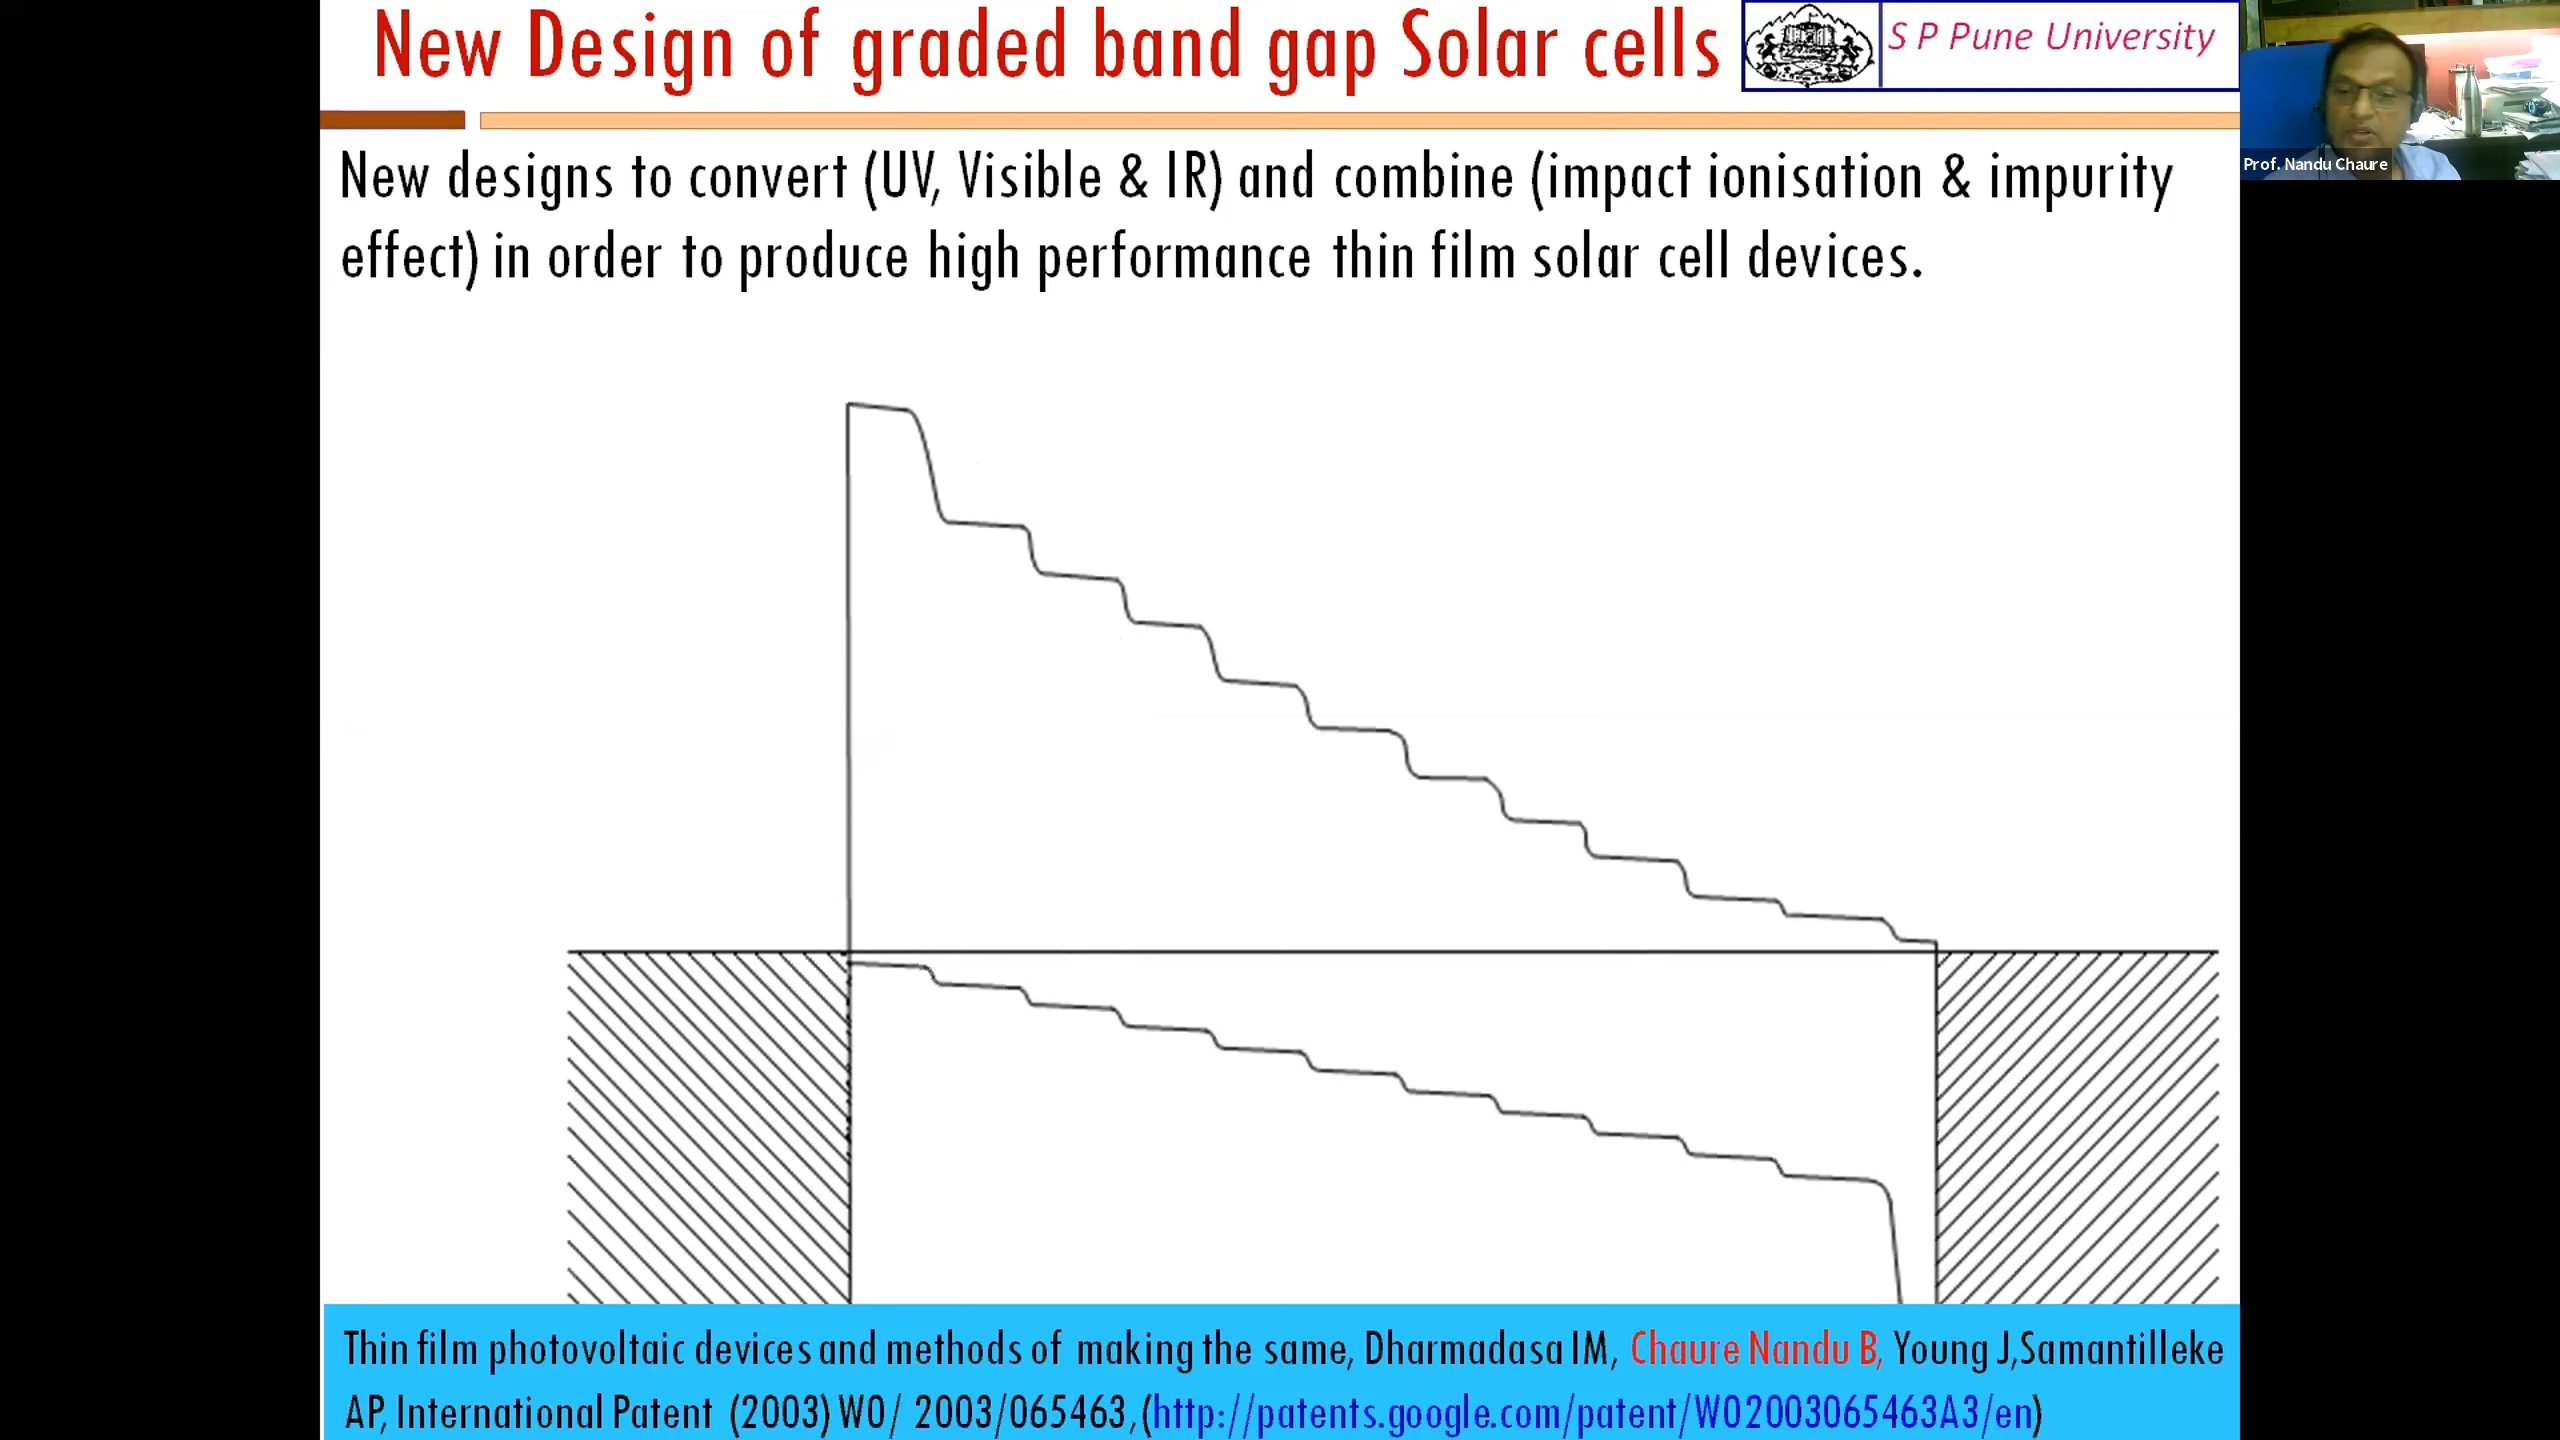 New Design of graded band gap Solar cells
S P Pune University
Prof. Nandu Chaure
New designs to convert (UV, Visible & IR) and combine (impact ionisation & impurity
effect) in order to produce high performance thin film solar cell devices.
Thin film photovoltaic devices and methods of making the same, Dharmadasa IM, Chaure Nandu B, Young J,Samantilleke
AP, International Patent (2003) WO/ 2003/065463, (http://patents.google.com/patent/WO2003065463A3/en)